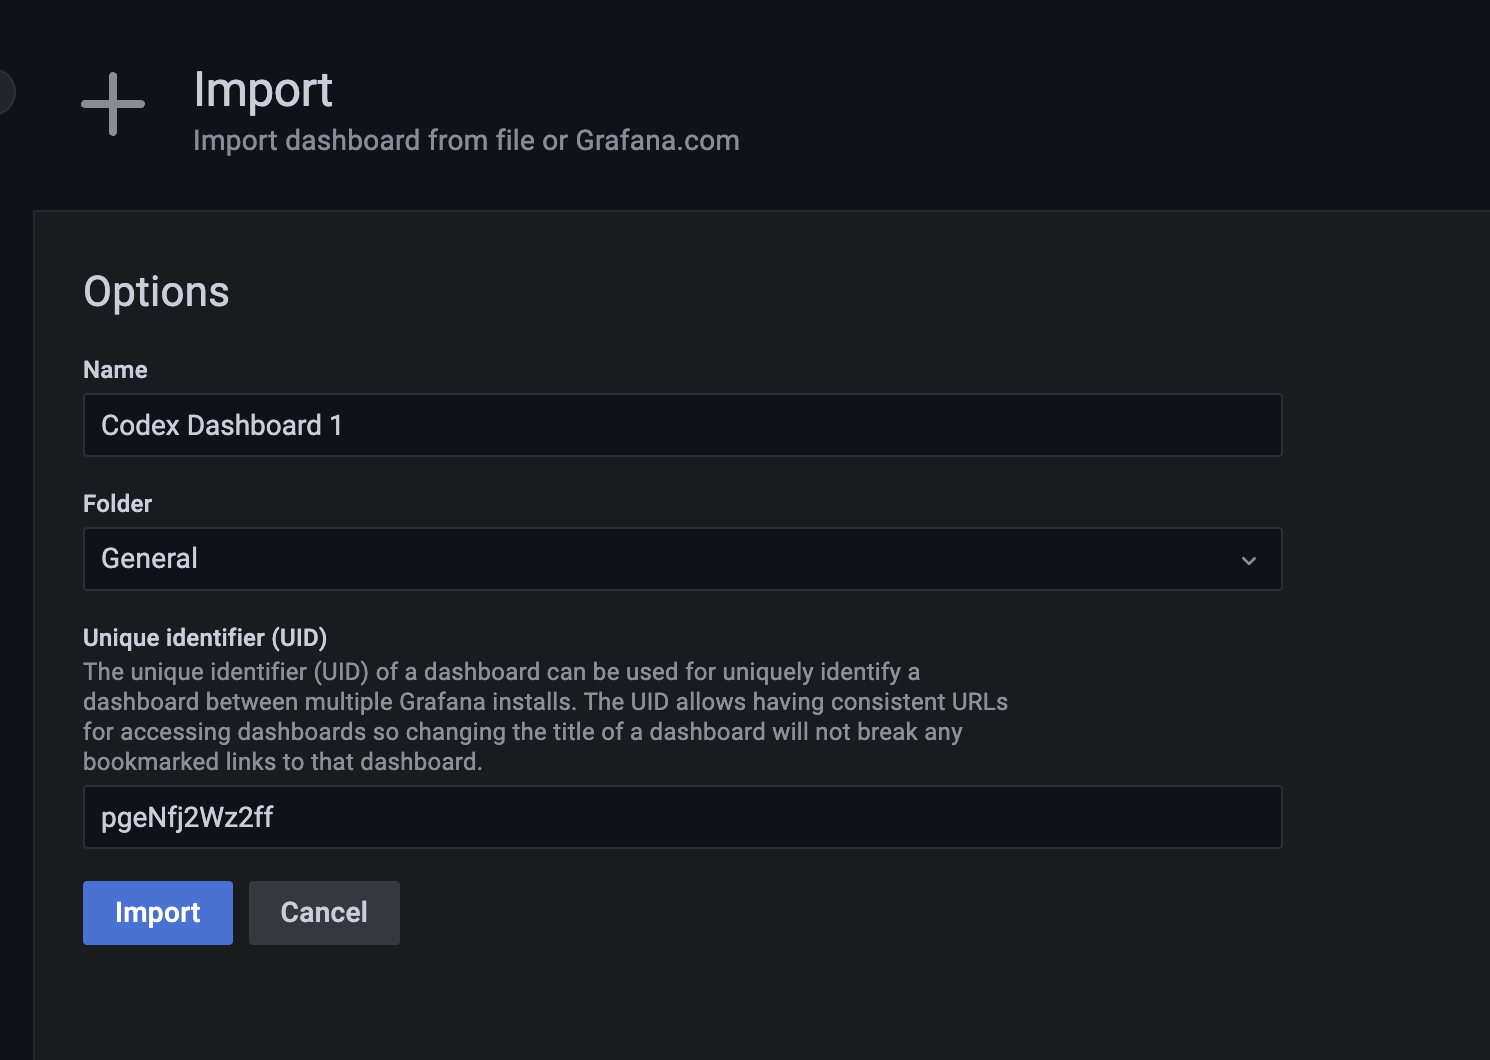 Import
Import dashboard from file or Grafana.com
Options
Name
Codex Dashboard 1
Folder
General
Unique identifier (UID)
The unique identifier (UID) of a dashboard can be used for uniquely identify a
dashboard between multiple Grafana installs. The UID allows having consistent URLs
for accessing dashboards so changing the title of a dashboard will not break any
bookmarked links to that dashboard.
pgeNfj2Wz2ff
Import
Cancel